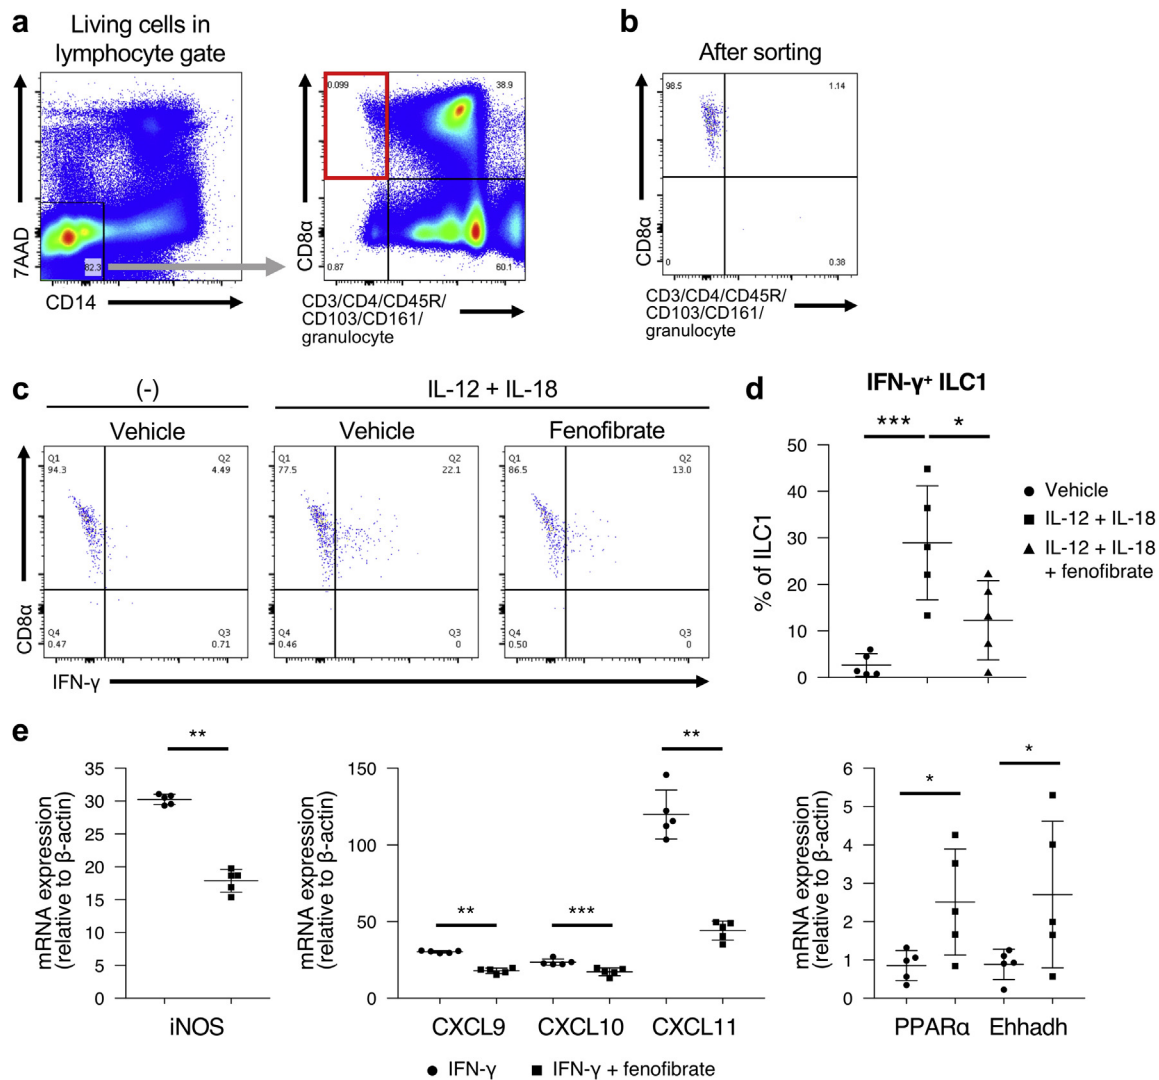 a
Living cells in
lymphocyte gate
7AAD
82.3
CD14
0.099
38.9
CD8α
0.87
60.1
CD3/CD4/CD45R/
CD103/CD161/
granulocyte
b
After sorting
98.5
1.14
CD8α
0
0.38
CD3/CD4/CD45R/
CD103/CD161/
granulocyte
c
(-)
IL-12 + IL-18
Vehicle
Vehicle
Fenofibrate
Q1
94.3
Q2
4.49
Q4
0.47
Q3
0.71
Q1
77.5
Q2
22.1
Q4
0.46
Q3
0
Q1
86.5
Q2
13.0
Q4
0.50
Q3
0
CD8α
IFN-γ
d
IFN-γ+ ILC1
***
*
50
40
30
20
10
0
% of ILC1
Vehicle
IL-12 + IL-18
IL-12 + IL-18
+ fenofibrate
e
**
35
30
25
20
15
10
5
0
mRNA expression
(relative to β-actin)
iNOS
**
***
**
150
100
50
0
mRNA expression
(relative to β-actin)
CXCL9
CXCL10
CXCL11
*
*
6
5
4
3
2
1
0
mRNA expression
(relative to β-actin)
PPARα
Ehhadh
IFN-γ
IFN-γ + fenofibrate